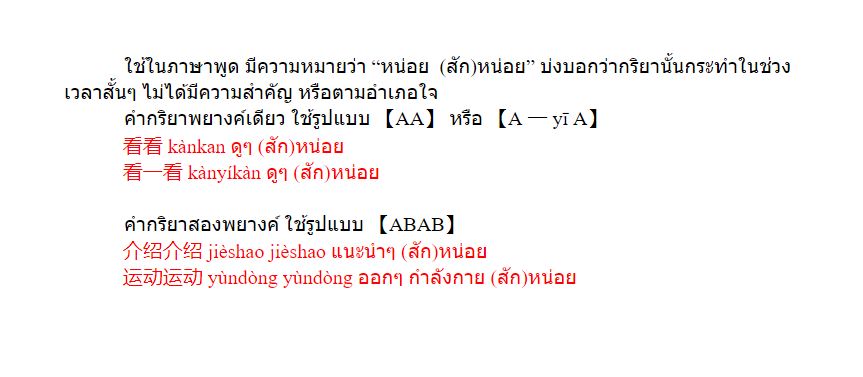 ใช้ในภาษาพูด มีความหมายว่า “หน่อย (สัก)หน่อย” บ่งบอกว่ากริยานั้นกระทำในช่วง
เวลาสั้นๆ ไม่ได้มีความสำคัญ หรือตามอำเภอใจ
คำกริยาพยางค์เดียว ใช้รูปแบบ 【AA】 หรือ 【A 一 yī A】
看看 kànkan ดูๆ (สัก)หน่อย
看一看 kànyíkàn ดูๆ (สัก)หน่อย
คำกริยาสองพยางค์ ใช้รูปแบบ 【ABAB】
介绍介绍 jièshao jièshao แนะนำๆ (สัก)หน่อย
运动运动 yùndòng yùndòng ออกๆ กำลังกาย (สัก)หน่อย